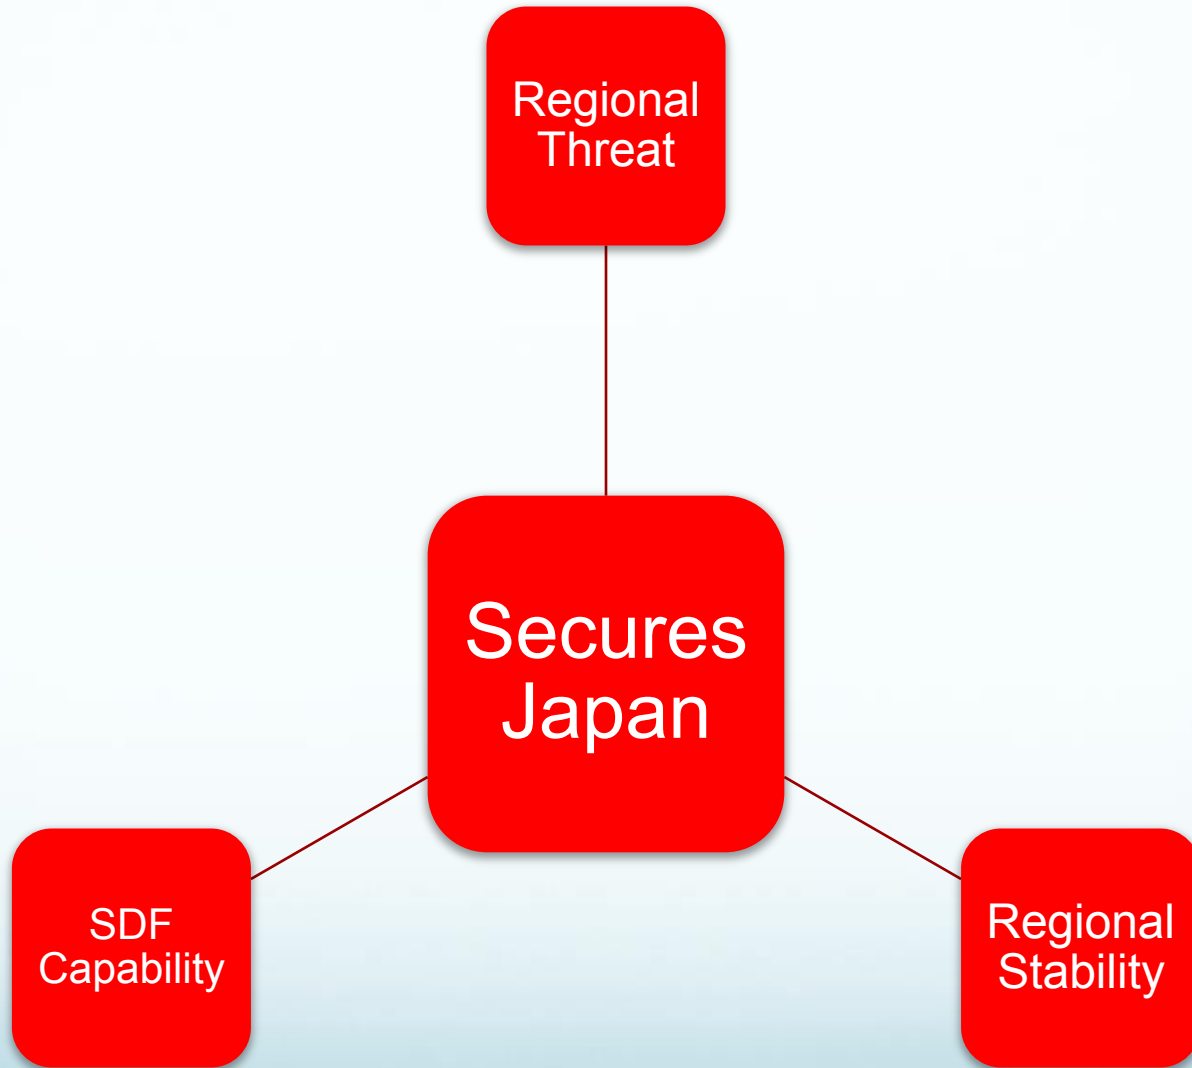 Regional
Threat
Secures
Japan
SDF
Capability
Regional
Stability